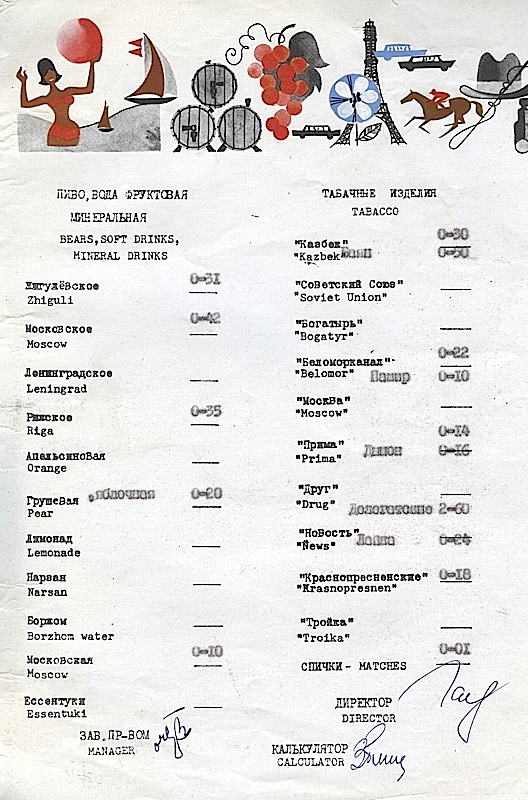 ПИВО, ВОДА ФРУКТОВАЯ
МИНЕРАЛЬНАЯ
BEARS, SOFT DRINKS,
MINERAL DRINKS
Жигулёвское 0-31
Zhiguli
Московское 0-42
Moscow
Ленинградское
Leningrad
Рижское 0-35
Riga
Апельсиновая
Orange
Грушевая яблочная 0-20
Pear
Лимонад
Lemonade
Нарзан
Narsan
Боржом
Borzhom water
Московская 0-10
Moscow
Ессентуки
Essentuki
ЗАВ.ПР-ВОМ
MANAGER
ТАБАЧНЫЕ ИЗДЕЛИЯ
TABACCO
"Казбек" 0-30
"Kazbek"
"Советский Союз"
"Soviet Union"
"Богатырь"
"Bogatyr"
"Беломорканал" 0-22
"Belomor" Памир 0-10
"Москва"
"Moscow"
"Прима" 0-14
"Prima" 0-16
"Друг"
"Drug" 2-60
"Новость"
"News" 0-24
"Краснопресненские" 0-18
"Krasnopresnen"
"Тройка"
"Troika"
СПИЧКИ - MATCHES 0-01
ДИРЕКТОР
DIRECTOR
КАЛЬКУЛЯТОР
CALCULATOR